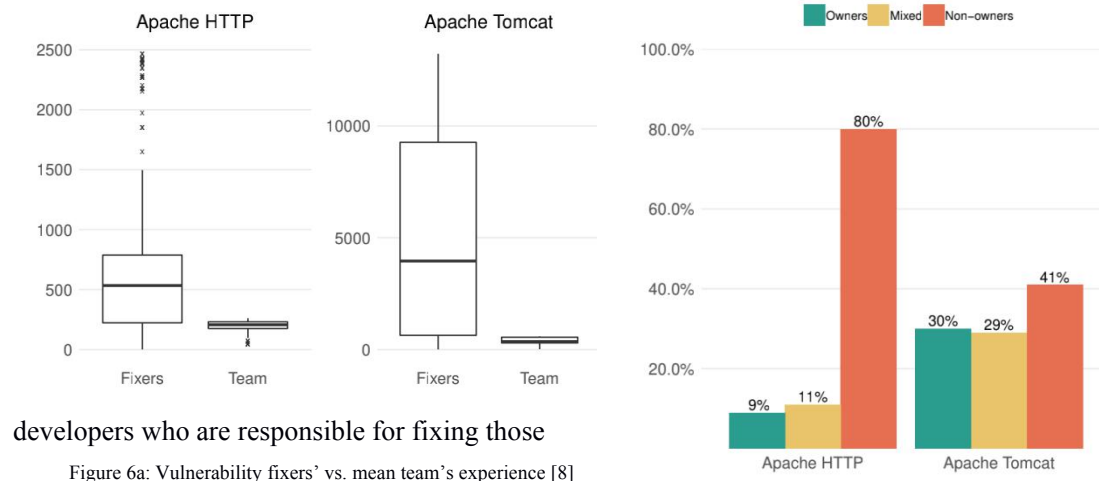 Apache HTTP
2500
2000
1500
1000
500
0
Fixers Team
Apache Tomcat
10000
5000
0
Fixers Team
developers who are responsible for fixing those
Figure 6a: Vulnerability fixers’ vs. mean team’s experience [8]
Owners Mixed Non−owners
100.0%
80.0%
60.0%
40.0%
20.0%
9% 11% 80%
30% 29% 41%
Apache HTTP Apache Tomcat